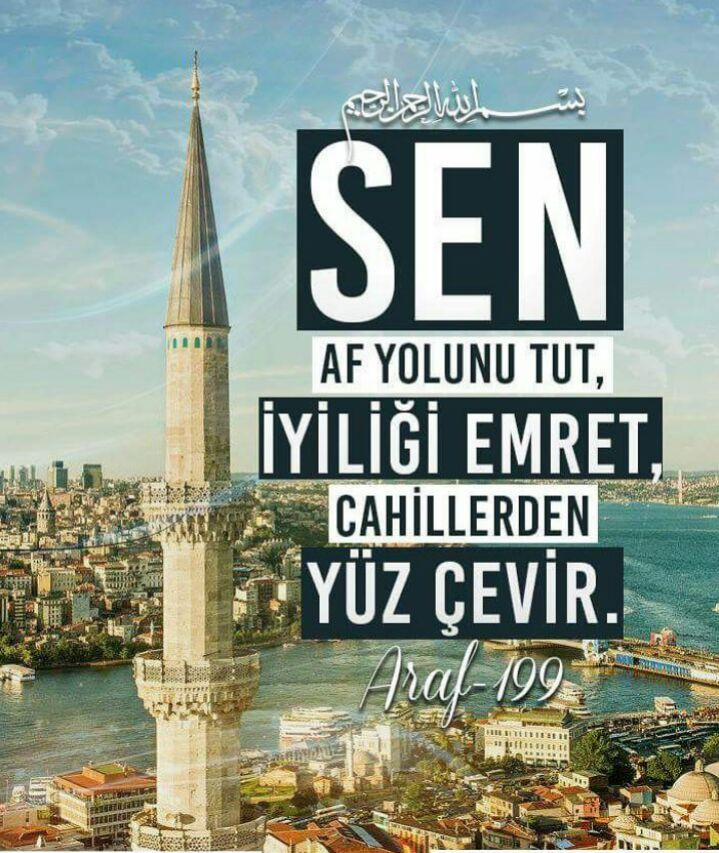 بسم الله الرحمن الرحيم
SEN
AF YOLUNU TUT,
İYİLİĞİ EMRET,
CAHİLLERDEN
YÜZ ÇEVİR.
Araf-199